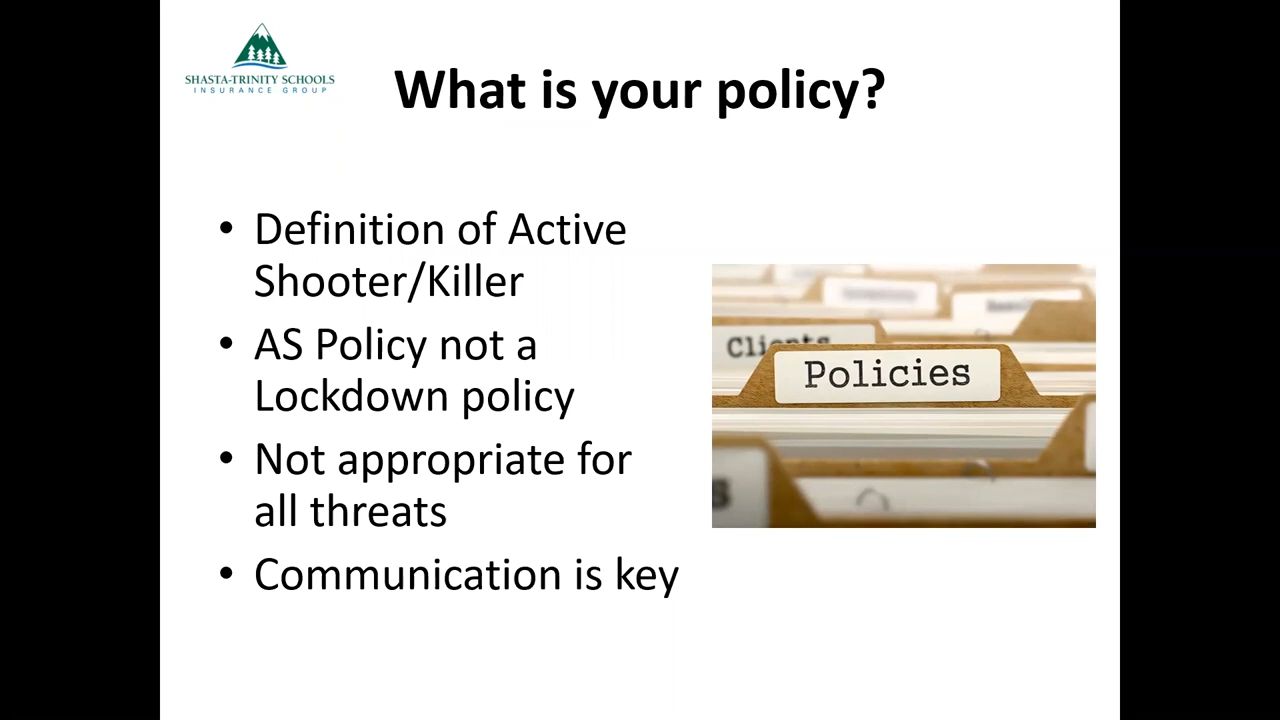 SHASTA-TRINITY SCHOOLS
INSURANCE GROUP
What is your policy?
• Definition of Active
Shooter/Killer
• AS Policy not a
Lockdown policy
• Not appropriate for
all threats
• Communication is key
Clients
Policies